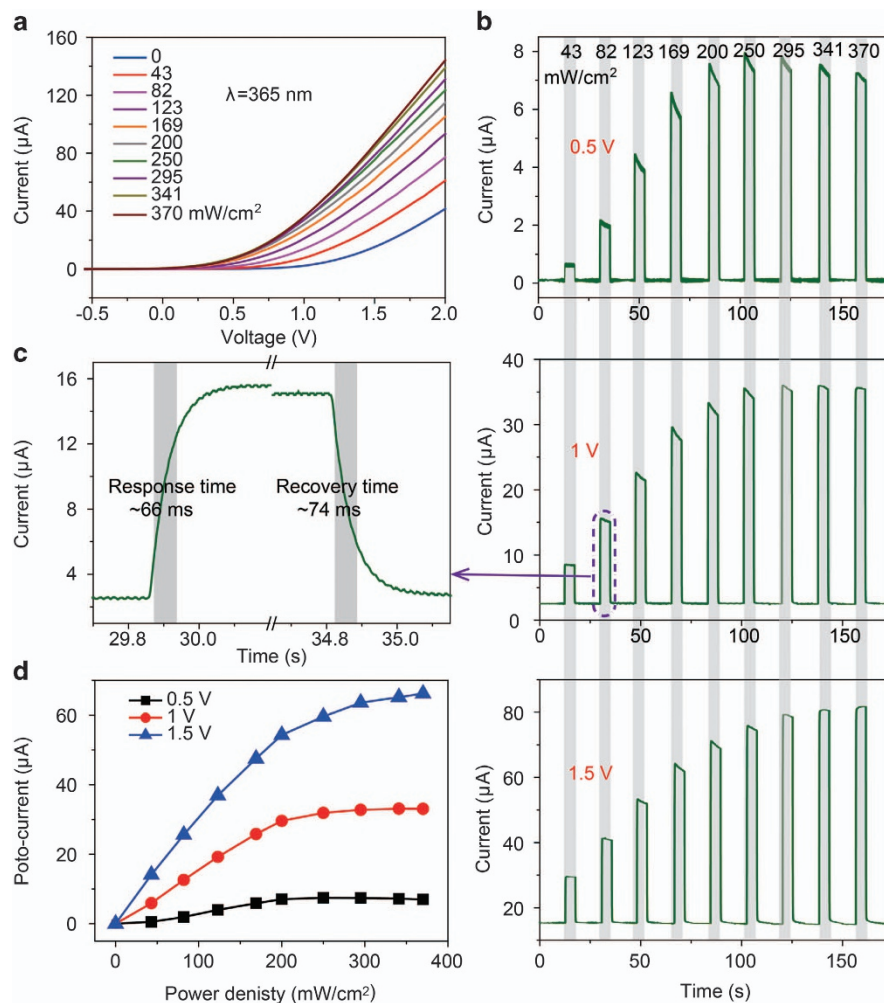 a
160
120
80
40
0
Current (μA)
0
43
82
123
169
200
250
295
341
370 mW/cm²
λ=365 nm
-0.5 0.0 0.5 1.0 1.5 2.0
Voltage (V)
b
43 82 123 169 200 250 295 341 370
mW/cm²
8
6
4
2
0
Current (μA)
0.5 V
0 50 100 150
c
16
12
8
4
Current (μA)
Response time
~66 ms
Recovery time
~74 ms
29.8 30.0 34.8 35.0
Time (s)
40
30
20
10
0
Current (μA)
1 V
0 50 100 150
d
60
40
20
0
Poto-current (μA)
0.5 V
1 V
1.5 V
0 100 200 300 400
Power denisty (mW/cm²)
80
60
40
20
Current (μA)
1.5 V
0 50 100 150
Time (s)